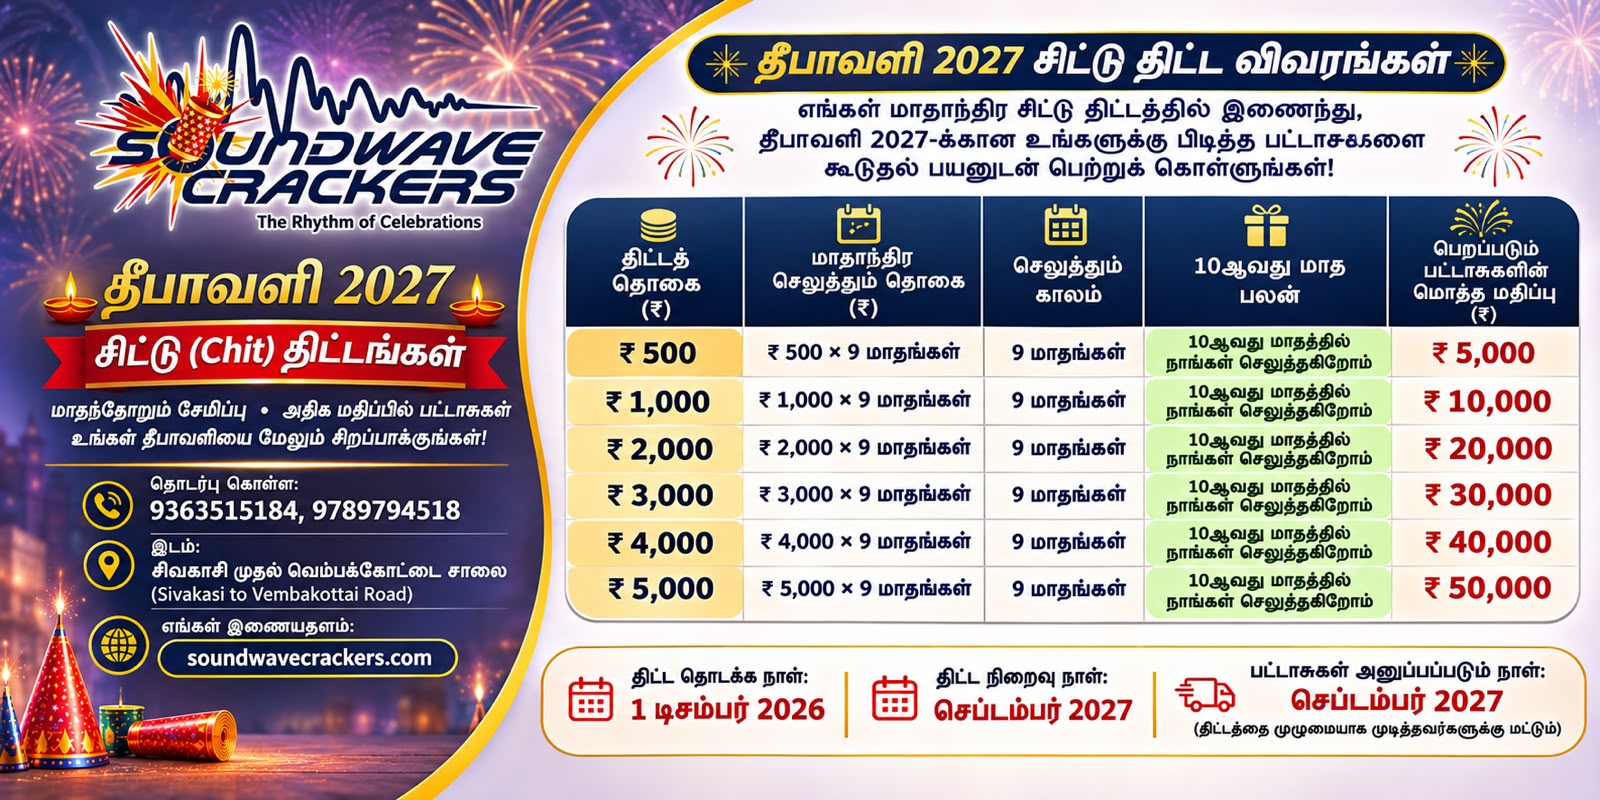 SOUNDWAVE
CRACKERS
The Rhythm of Celebrations
தீபாவளி 2027
சிட்டு (Chit) திட்டங்கள்
மாதந்தோறும் சேமிப்பு • அதிக மதிப்பில் பட்டாசுகள்
உங்கள் தீபாவளியை மேலும் சிறப்பாக்குங்கள்!
தொடர்பு கொள்ள:
9363515184, 9789794518
இடம்:
சிவகாசி முதல் வெம்பக்கோட்டை சாலை
(Sivakasi to Vembakottai Road)
எங்கள் இணையதளம்:
soundwavecrackers.com
தீபாவளி 2027 சிட்டு திட்ட விவரங்கள்
எங்கள் மாதாந்திர சிட்டு திட்டத்தில் இணைந்து,
தீபாவளி 2027-க்கான உங்களுக்கு பிடித்த
கூடுதல் பயனுடன் பெற்றுக் கொள்ளுங்கள்!
திட்டத் தொகை (₹) மாதாந்திர செலுத்தும் தொகை (₹) செலுத்தும் காலம் 10ஆவது மாத பலன் பெறப்படும் பட்டாசுகளின் மொத்த மதிப்பு (₹)
₹ 500 ₹ 500 × 9 மாதங்கள் 9 மாதங்கள் 10ஆவது மாதத்தில் நாங்கள் செலுத்தகிறோம் ₹ 5,000
₹ 1,000 ₹ 1,000 × 9 மாதங்கள் 9 மாதங்கள் 10ஆவது மாதத்தில் நாங்கள் செலுத்தகிறோம் ₹ 10,000
₹ 2,000 ₹ 2,000 × 9 மாதங்கள் 9 மாதங்கள் 10ஆவது மாதத்தில் நாங்கள் செலுத்தகிறோம் ₹ 20,000
₹ 3,000 ₹ 3,000 × 9 மாதங்கள் 9 மாதங்கள் 10ஆவது மாதத்தில் நாங்கள் செலுத்தகிறோம் ₹ 30,000
₹ 4,000 ₹ 4,000 × 9 மாதங்கள் 9 மாதங்கள் 10ஆவது மாதத்தில் நாங்கள் செலுத்தகிறோம் ₹ 40,000
₹ 5,000 ₹ 5,000 × 9 மாதங்கள் 9 மாதங்கள் 10ஆவது மாதத்தில் நாங்கள் செலுத்தகிறோம் ₹ 50,000
திட்ட தொடக்க நாள்:
1 டிசம்பர் 2026
திட்ட நிறைவு நாள்:
செப்டம்பர் 2027
பட்டாசுகள் அனுப்பப்படும் நாள்:
செப்டம்பர் 2027
(திட்டத்தை முழுமையாக முடித்தவர்களுக்கு மட்டும்)